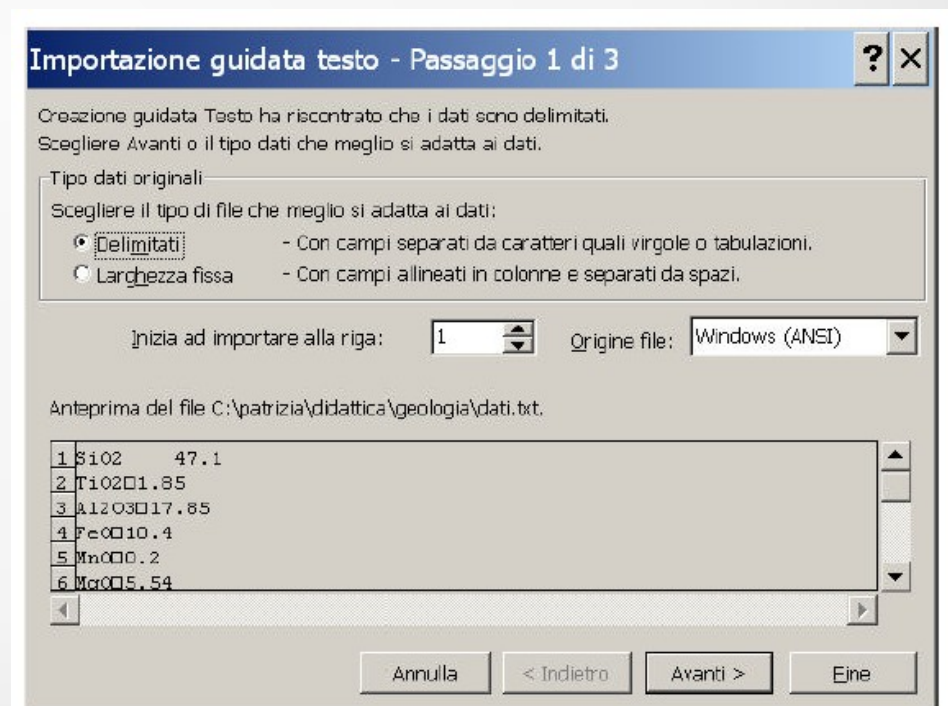 Importazione guidata testo - Passaggio 1 di 3
Creazione guidata Testo ha riscontrato che i dati sono delimitati.
Scegliere Avanti o il tipo dati che meglio si adatta ai dati.
Tipo dati originali
Scegliere il tipo di file che meglio si adatta ai dati:
Delimitati - Con campi separati da caratteri quali virgole o tabulazioni.
Larghezza fissa - Con campi allineati in colonne e separati da spazi.
Inizia ad importare alla riga: 1 Origine file: Windows (ANSI)
Anteprima del file C:\patrizia\didattica\geologia\dati.txt.
1 SiO2 47.1
2 TiO2□1.85
3 Al2O3□17.85
4 FeO□10.4
5 MnO□0.2
6 MgO□5.54
Annulla < Indietro Avanti > Fine